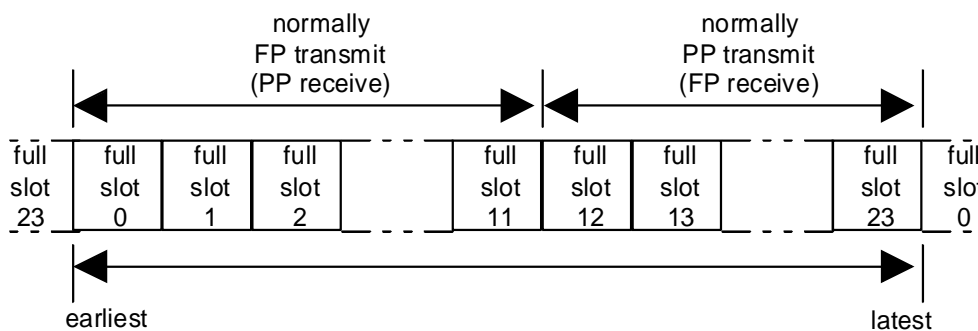 normally normally
FP transmit PP transmit
(PP receive) (FP receive)
full full full full full full full full full
slot slot slot slot slot slot slot slot slot
23 0 1 2 11 12 13 23 0
earliest latest